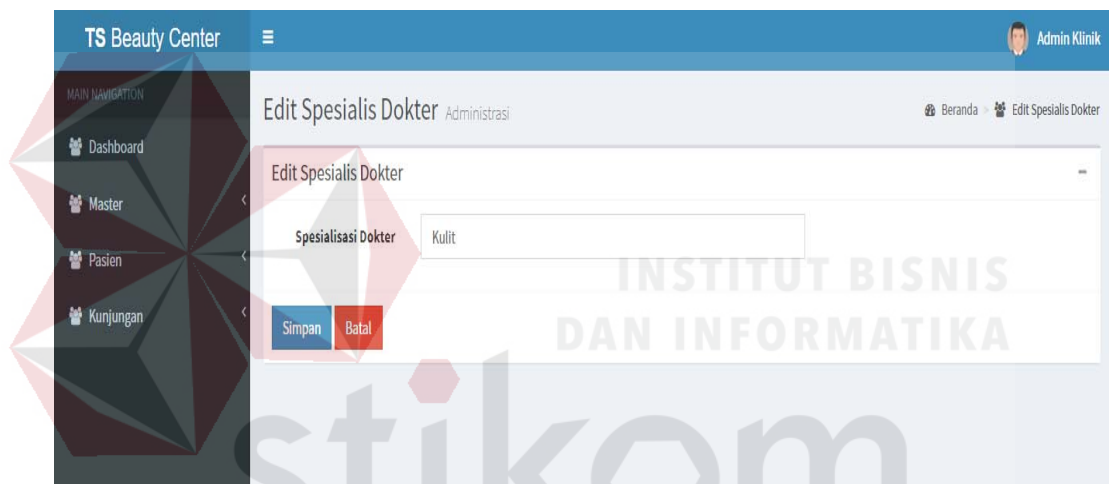 TS Beauty Center
Admin Klinik
MAIN NAVIGATION
Dashboard
Master
Pasien
Kunjungan
Edit Spesialis Dokter Administrasi
Beranda > Edit Spesialis Dokter
Edit Spesialis Dokter
Spesialisasi Dokter Kulit
Simpan Batal
INSTITUT BISNIS
DAN INFORMATIKA
stikom